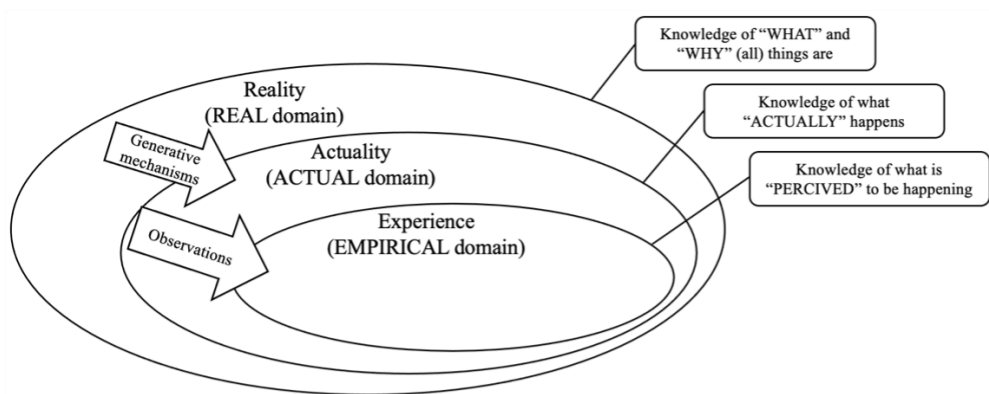 Knowledge of “WHAT” and
“WHY” (all) things are
Reality
(REAL domain)
Knowledge of what
“ACTUALLY” happens
Generative
mechanisms
Actuality
(ACTUAL domain)
Knowledge of what is
“PERCIVED” to be happening
Experience
(EMPIRICAL domain)
Observations